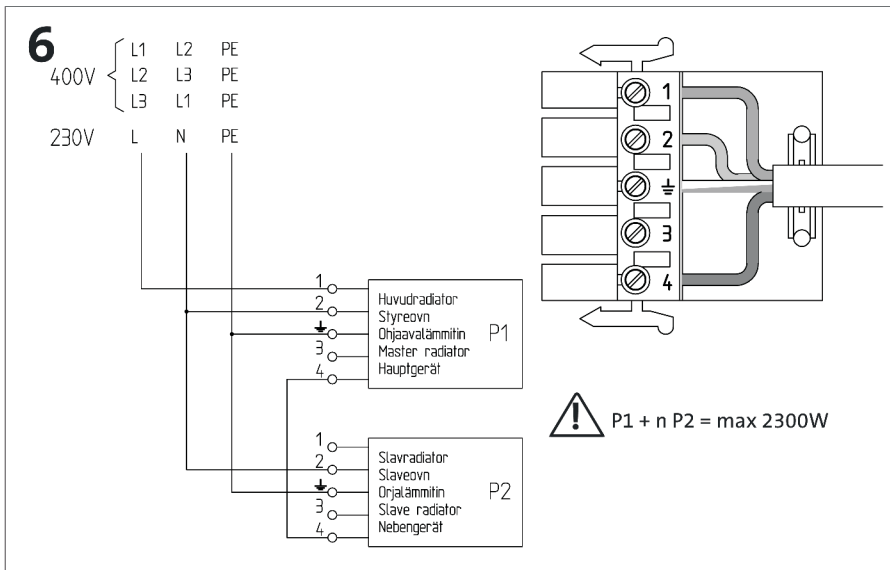 6
400V
L1 L2 PE
L2 L3 PE
L3 L1 PE
230V L N PE
1
2
3
4
Huvudradiator
Styreovn
Ohjaavalämmitin
Master radiator
Hauptgerät
P1
1
2
3
4
Slavradiator
Slaveovn
Orjalämmitin
Slave radiator
Nebengerät
P2
1
2
3
4
P1 + n P2 = max 2300W